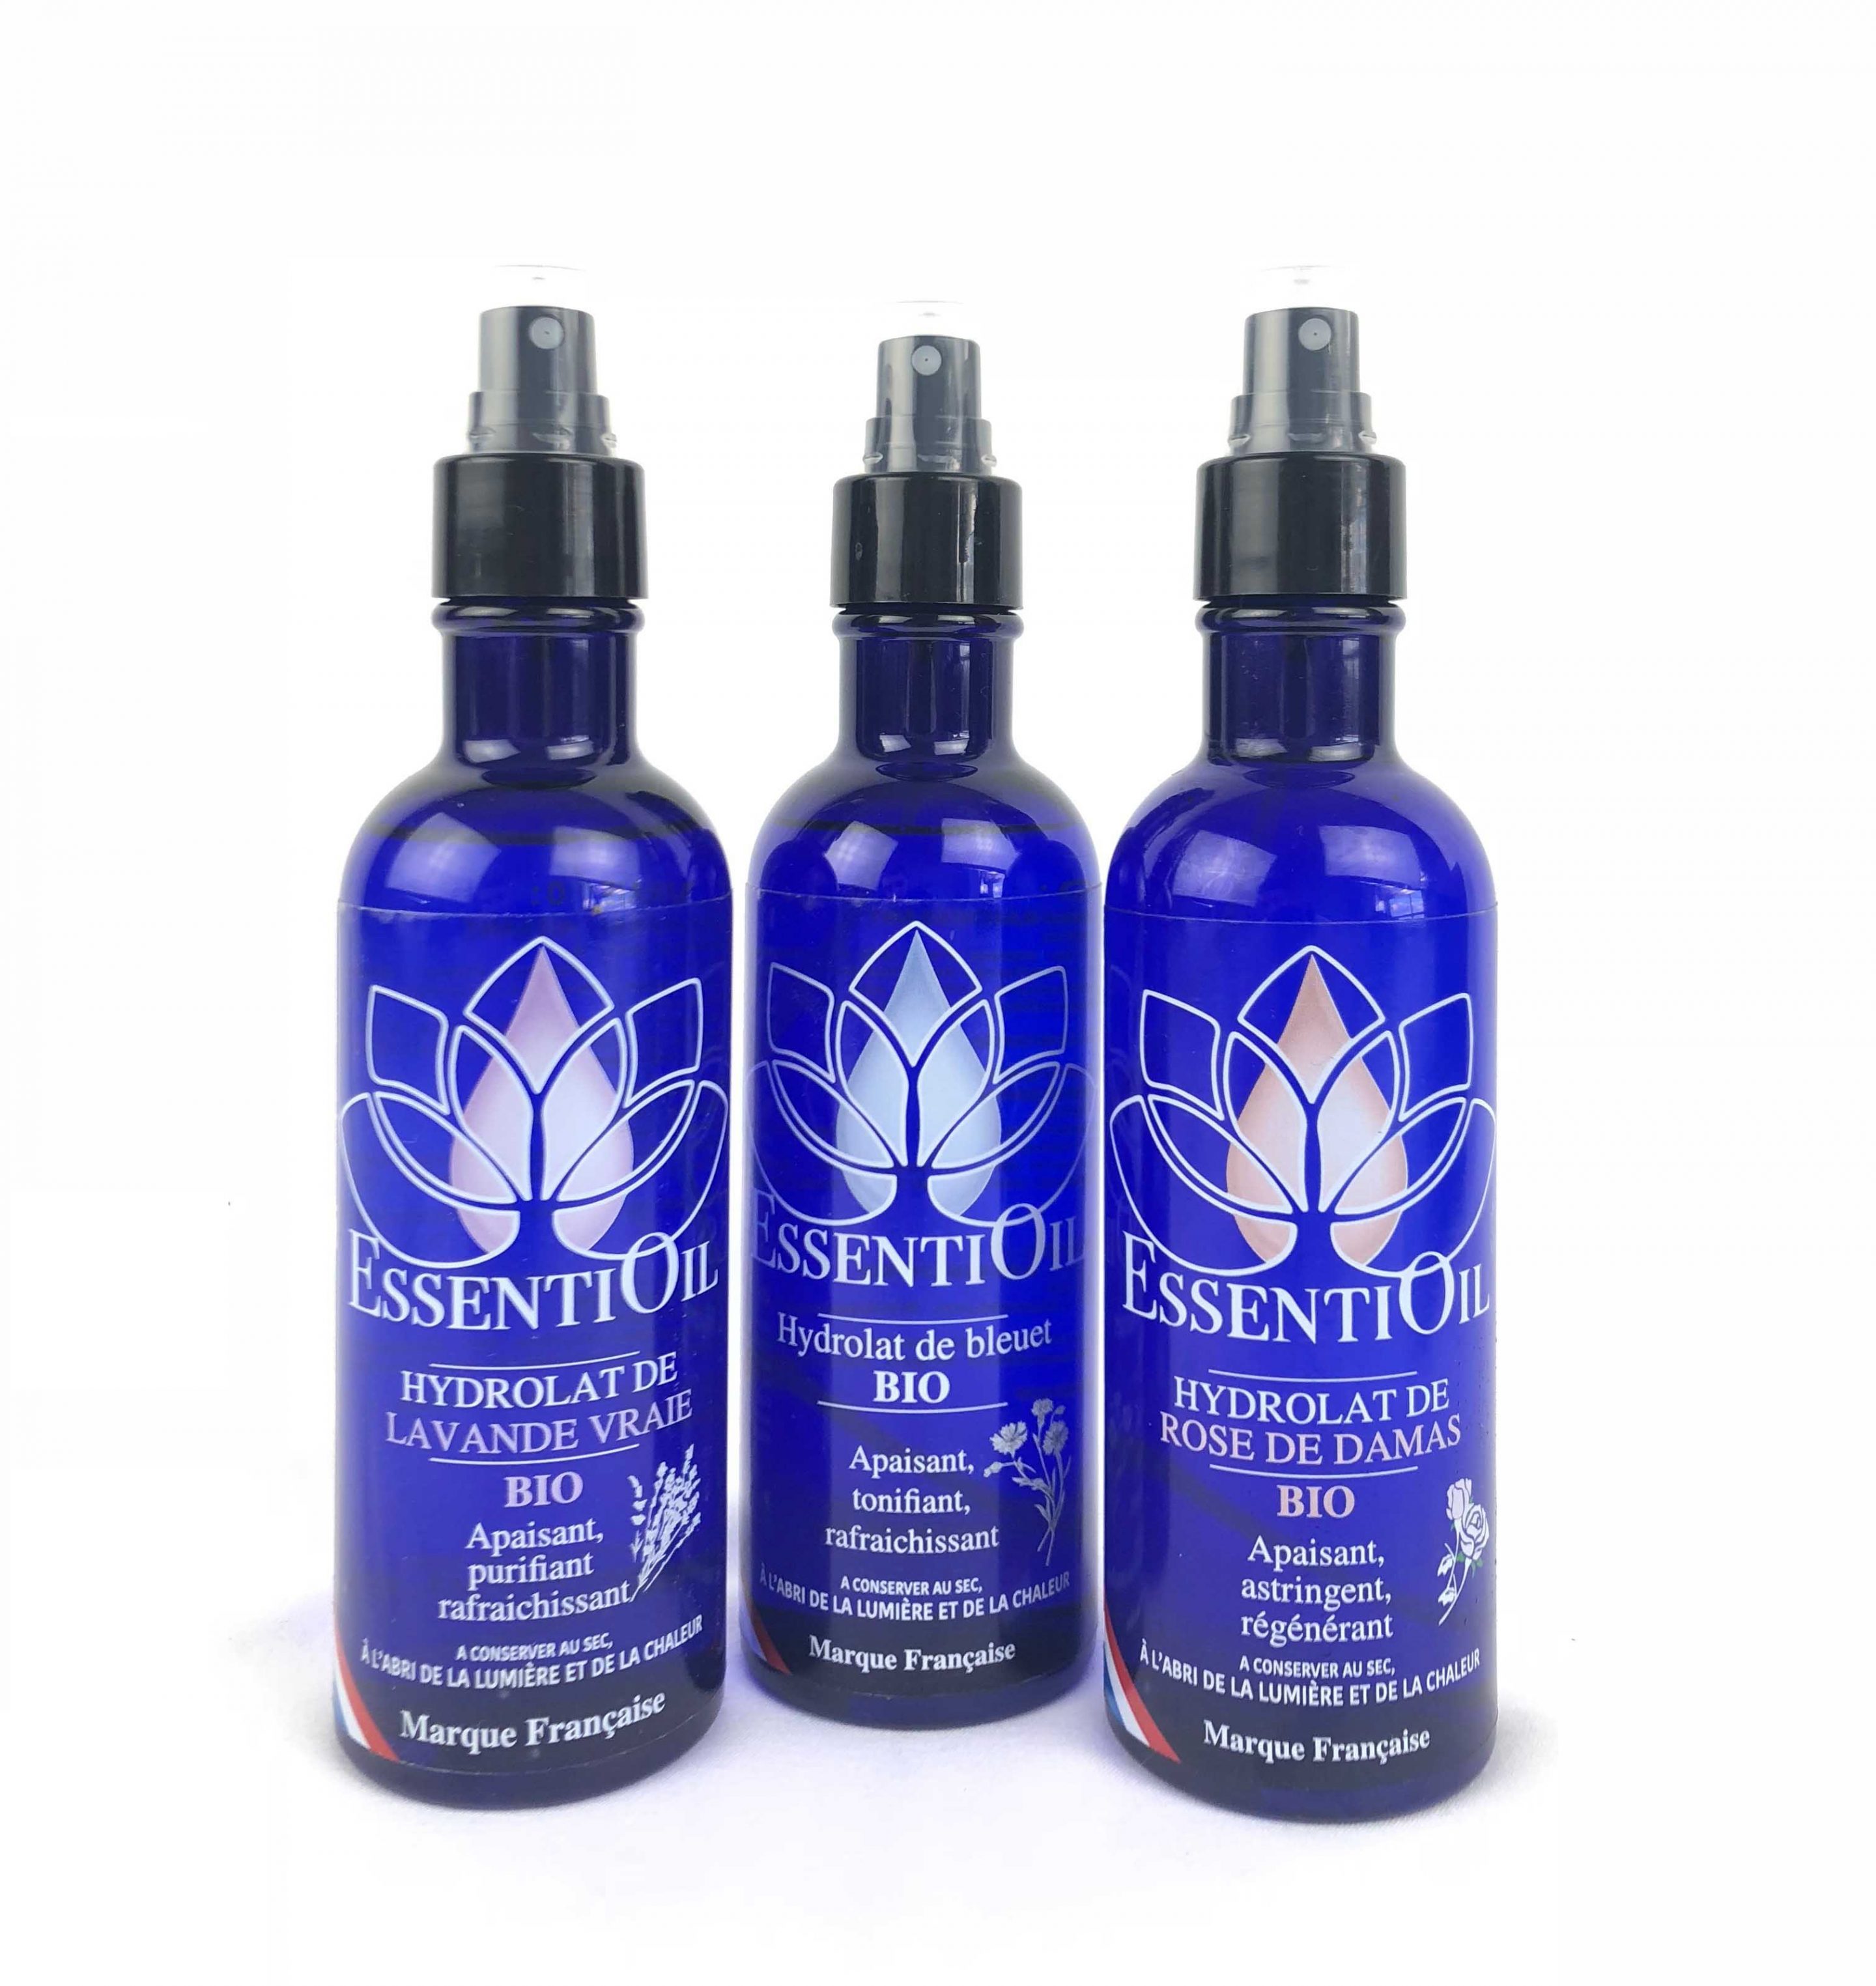 ESSENTIOIL
HYDROLAT DE
LAVANDE VRAIE
BIO
Apaisant,
purifiant
rafraichissant
A CONSERVER AU SEC,
À L'ABRI DE LA LUMIÈRE ET DE LA CHALEUR
Marque Française
ESSENTIOIL
Hydrolat de bleuet
BIO
Apaisant,
tonifiant,
rafraichissant
A CONSERVER AU SEC,
À L'ABRI DE LA LUMIÈRE ET DE LA CHALEUR
Marque Française
ESSENTIOIL
HYDROLAT DE
ROSE DE DAMAS
BIO
Apaisant,
astringent,
régénérant
A CONSERVER AU SEC,
À L'ABRI DE LA LUMIÈRE ET DE LA CHALEUR
Marque Française